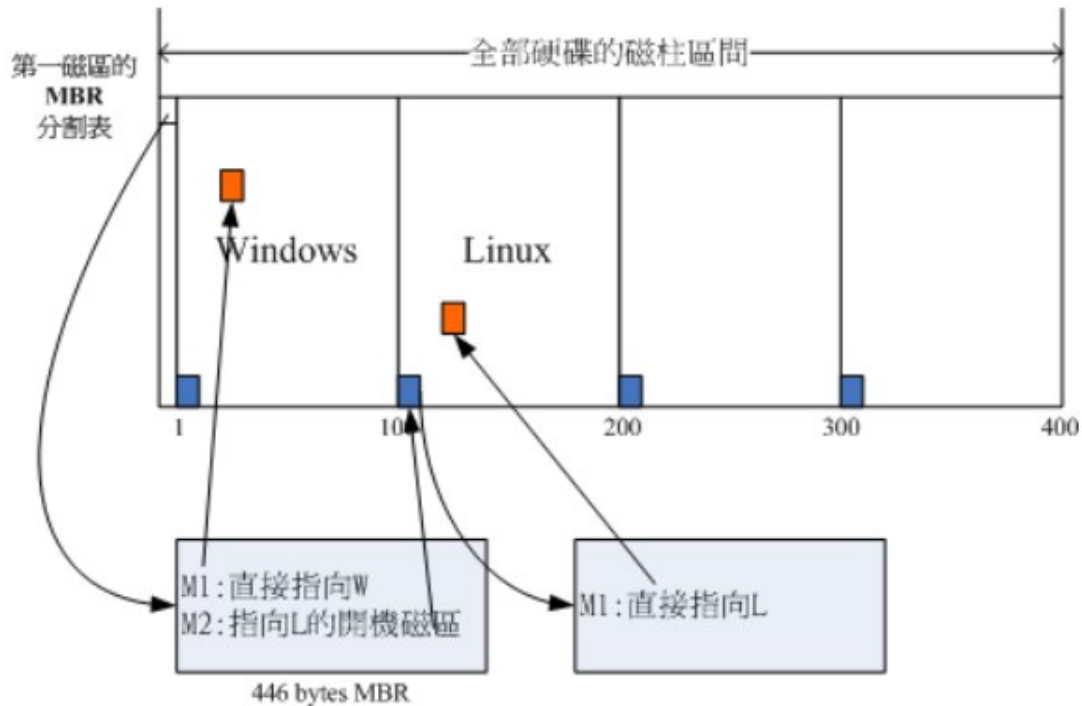 全部硬碟的磁柱區間
第一磁區的
MBR
分割表
Windows
Linux
1
100
200
300
400
M1:直接指向W
M2:指向L的開機磁區
446 bytes MBR
M1:直接指向L